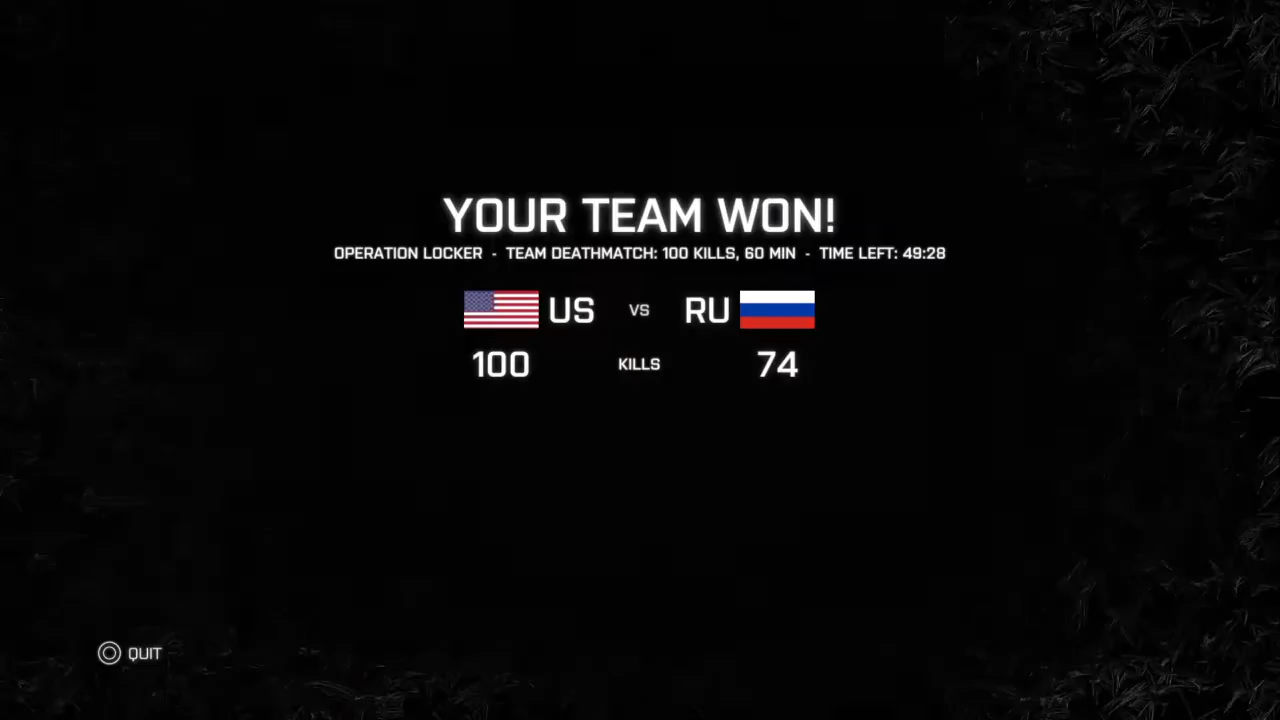 YOUR TEAM WON!
OPERATION LOCKER - TEAM DEATHMATCH: 100 KILLS, 60 MIN - TIME LEFT: 49:28
US VS RU
100 KILLS 74
QUIT